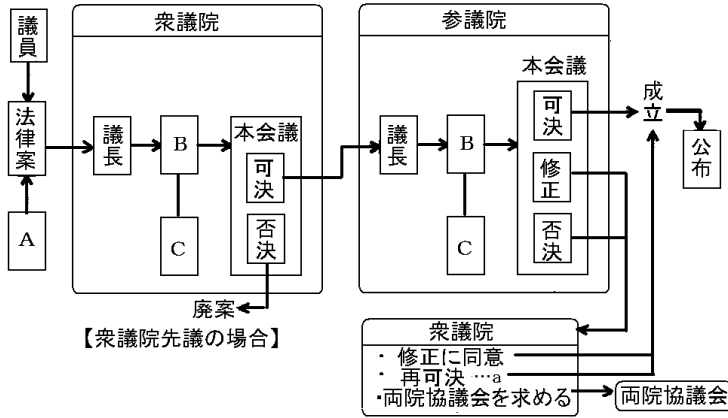 議員
法律案
A
衆議院
議長
B
C
本会議
可決
否決
廃案
【衆議院先議の場合】
参議院
議長
B
C
本会議
可決
修正
否決
成立
公布
衆議院
・修正に同意
・再可決…a
・両院協議会を求める
両院協議会